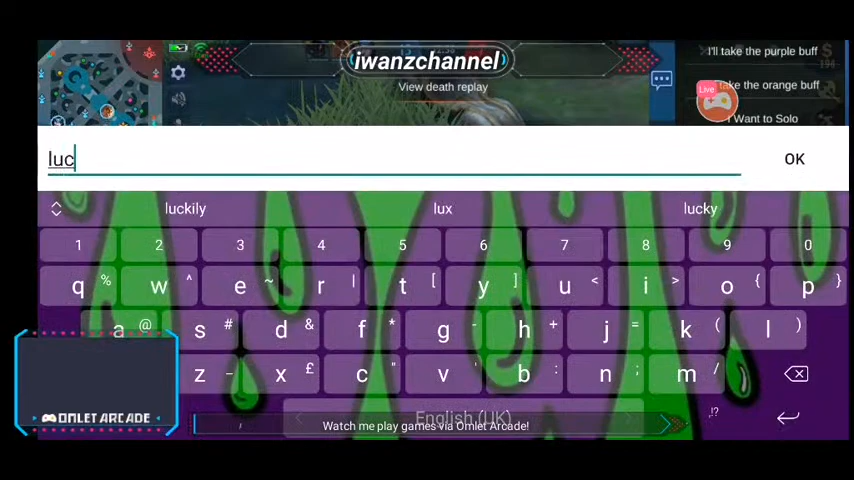 iwanzchannel
I'll take the purple buff
View death replay
take the orange buff
Live
I Want to Solo
luc
OK
luckily lux lucky
1 2 3 4 5 6 7 8 9 0
q % w ^ e ~ r | t [ y ] u < i > o { p }
a @ s # d & f * g - h + j = k ( l )
z _ x £ c " v ' b : n ; m /
English (UK) ,!?
OMLET ARCADE
Watch me play games via Omlet Arcade!